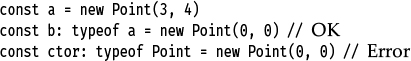 const a = new Point(3, 4)
const b: typeof a = new Point(0, 0) // OK
const ctor: typeof Point = new Point(0, 0) // Error